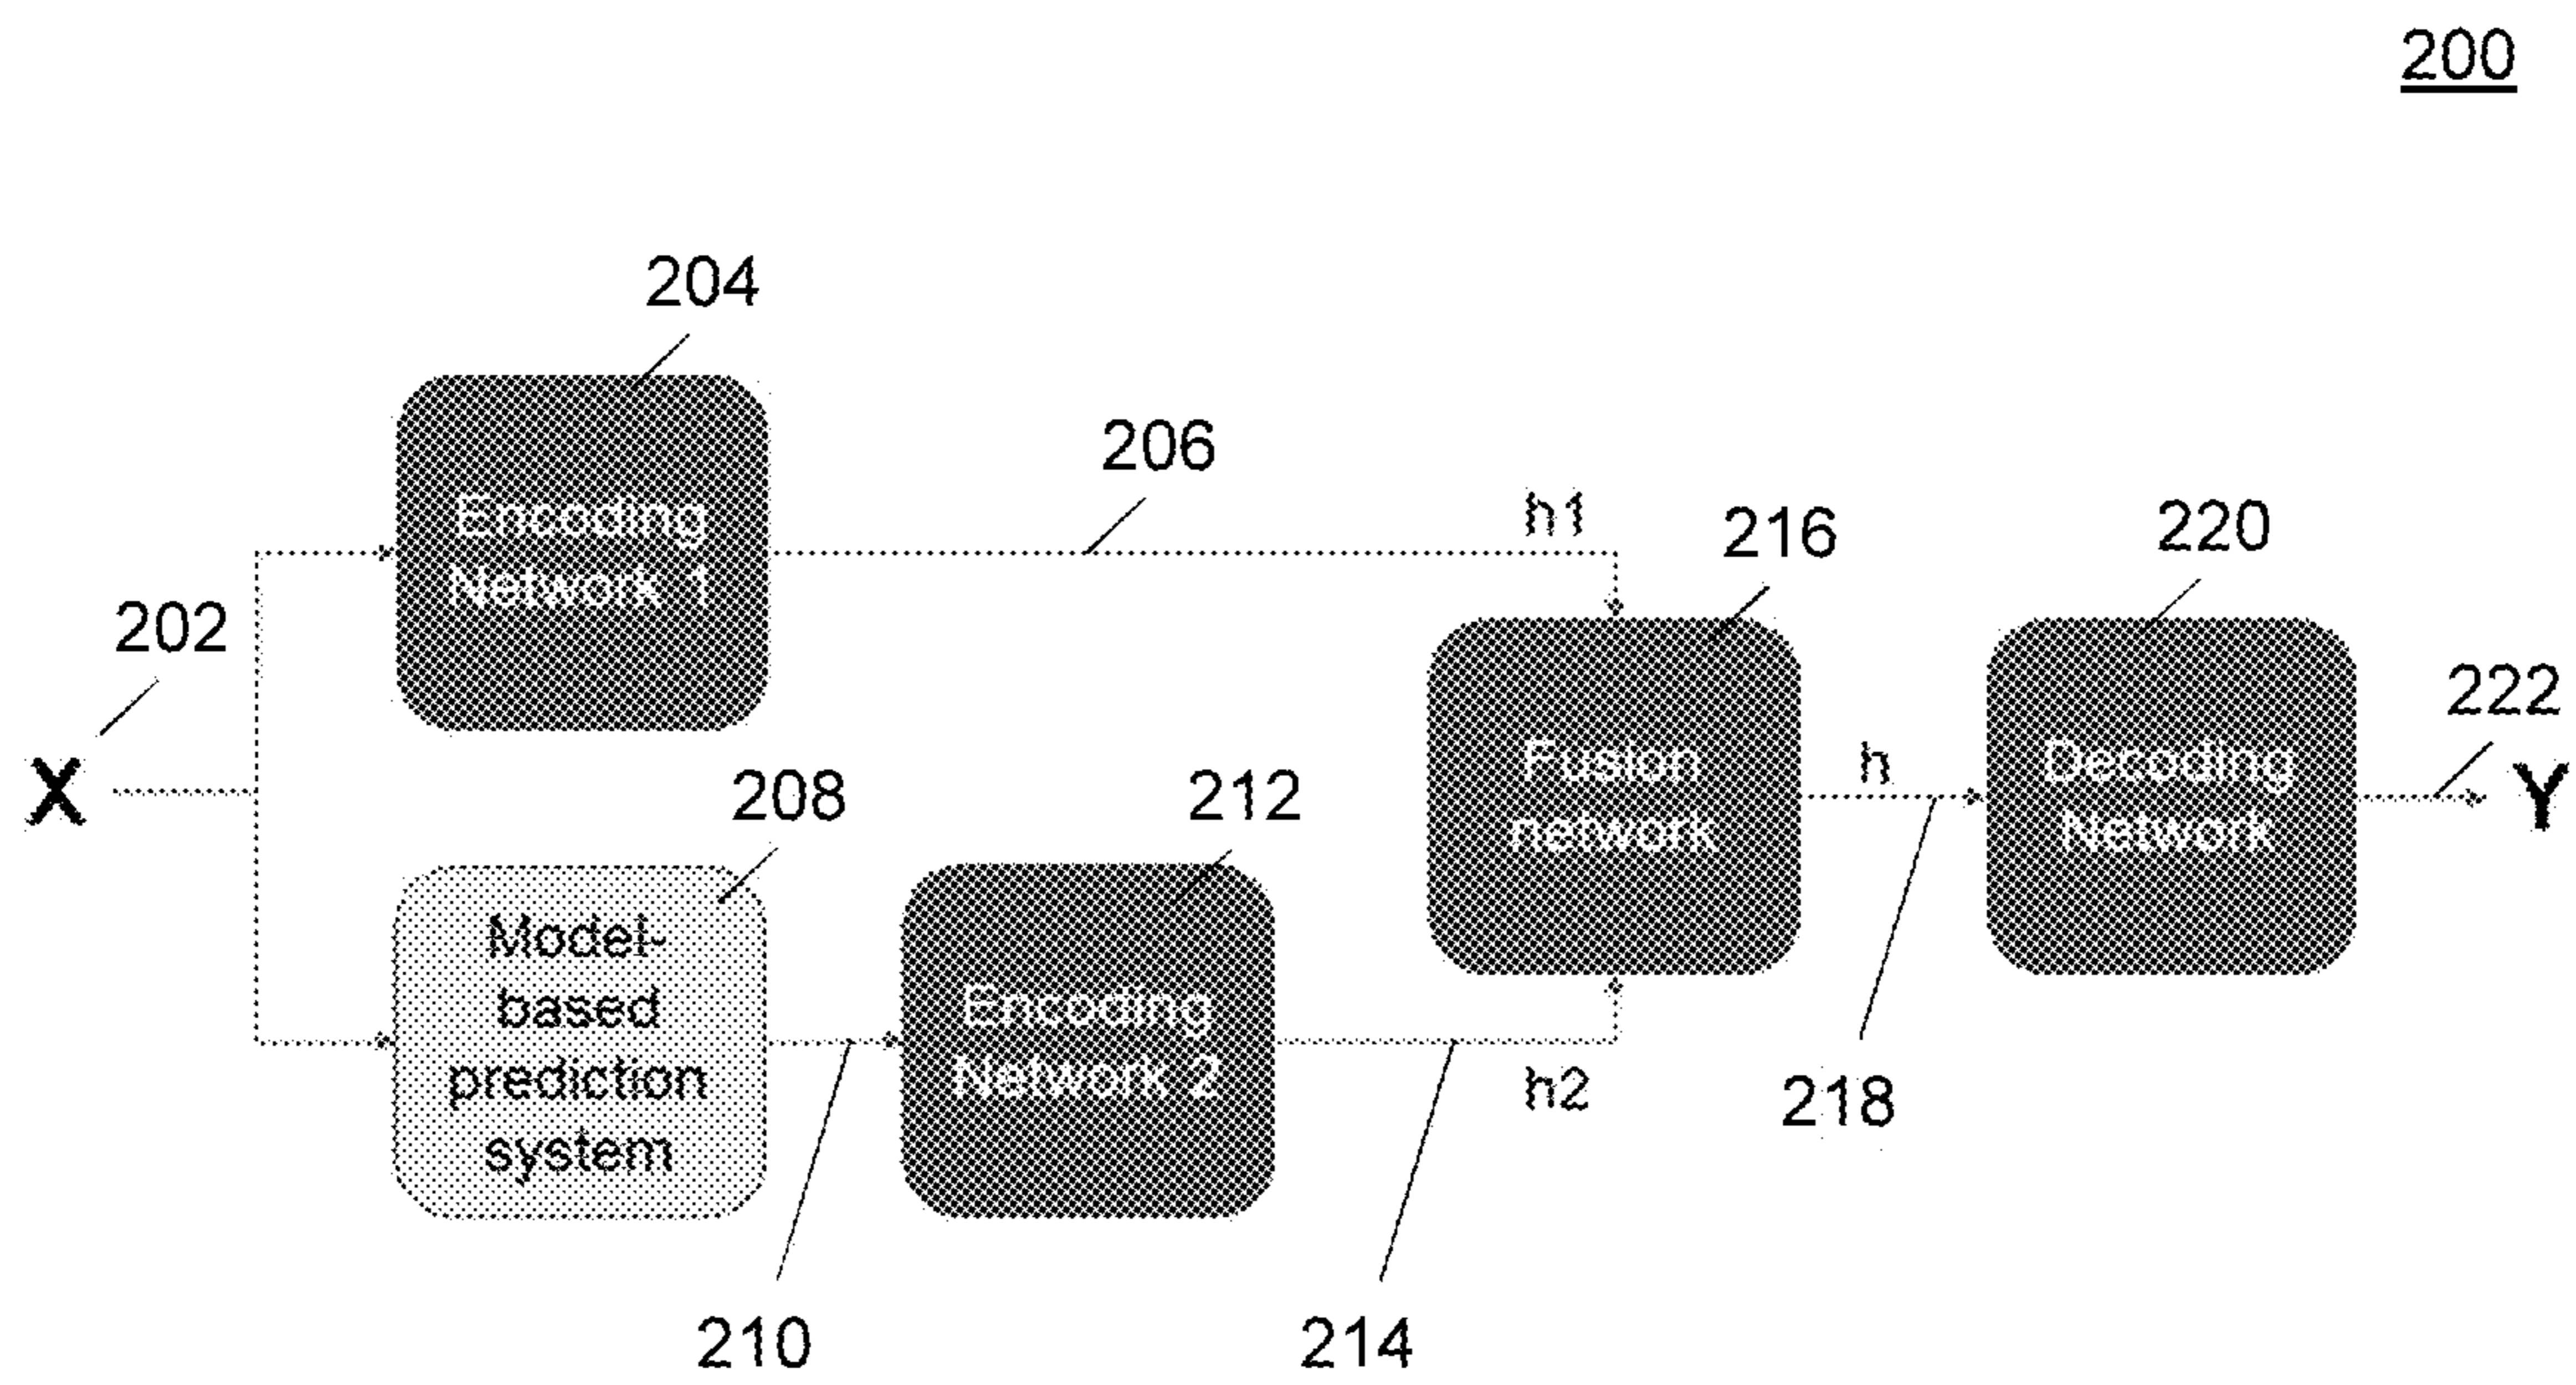 200
204
Encoding
Network 1
206
h1
202
X
208
Model-
based
prediction
system
210
212
Encoding
Network 2
214
h2
216
Fusion
network
h
218
220
Decoding
Network
222
Y